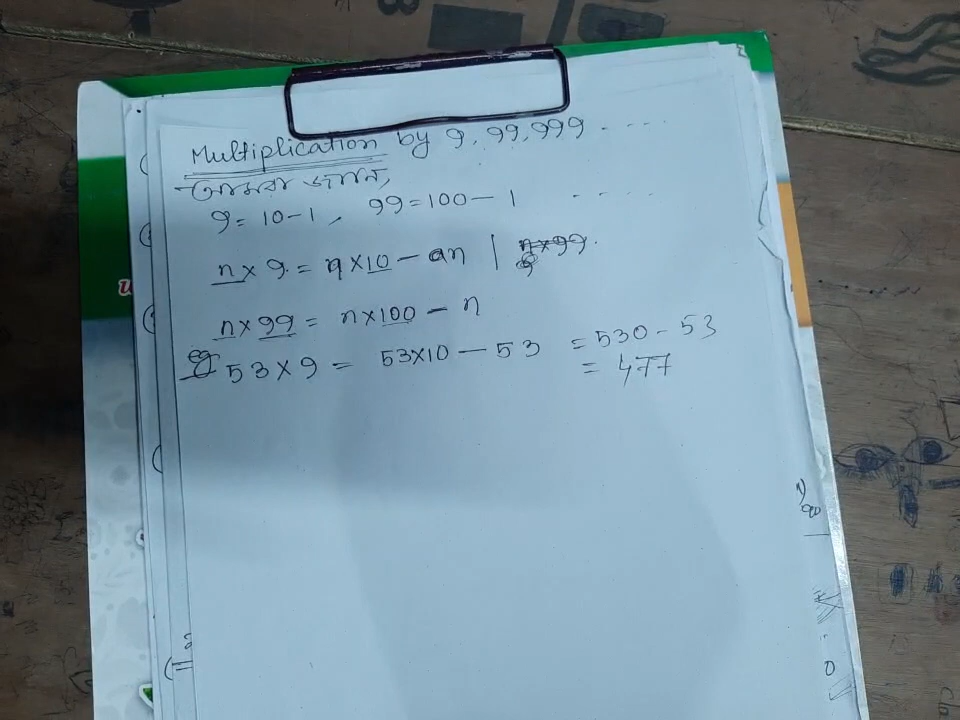 Multiplication by 9, 99, 999 ....
আমরা জানি,
9 = 10-1, 99 = 100-1 .....
n × 9 = n×10 - n |
n × 99 = n×100 - n
eg 53×9 = 53×10 - 53 = 530 - 53
= 477